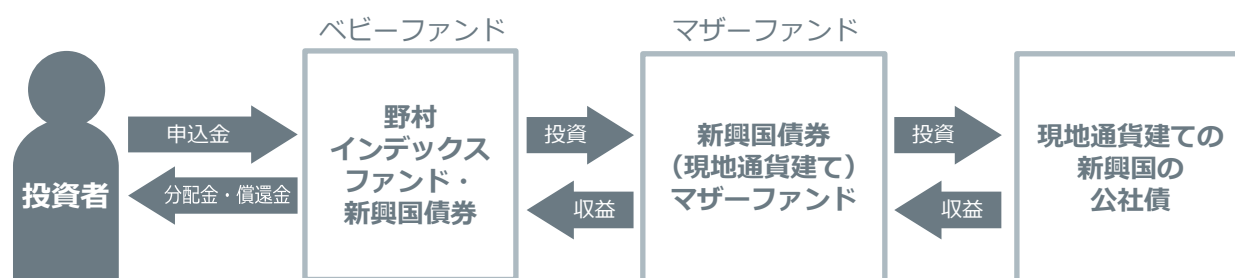 ベビーファンド
マザーファンド
投資者
申込金
分配金・償還金
野村
インデックス
ファンド・
新興国債券
投資
収益
新興国債券
（現地通貨建て）
マザーファンド
投資
収益
現地通貨建ての
新興国の
公社債